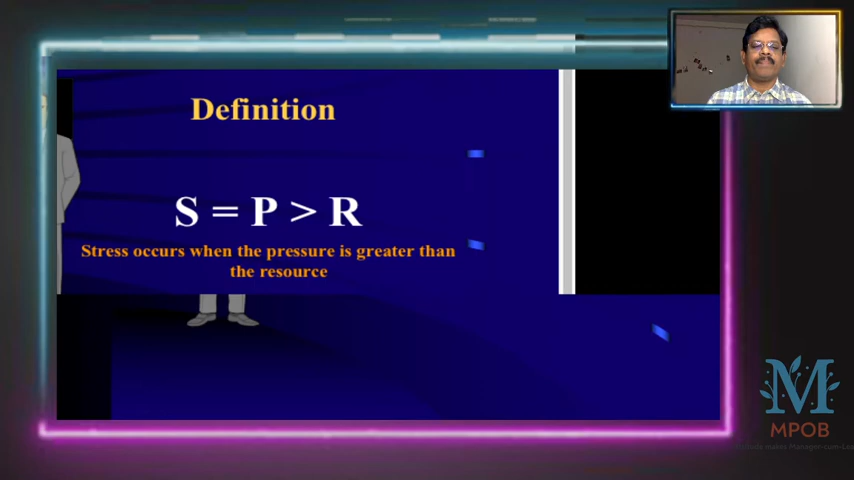 Definition
S = P > R
Stress occurs when the pressure is greater than
the resource
M
MPOB